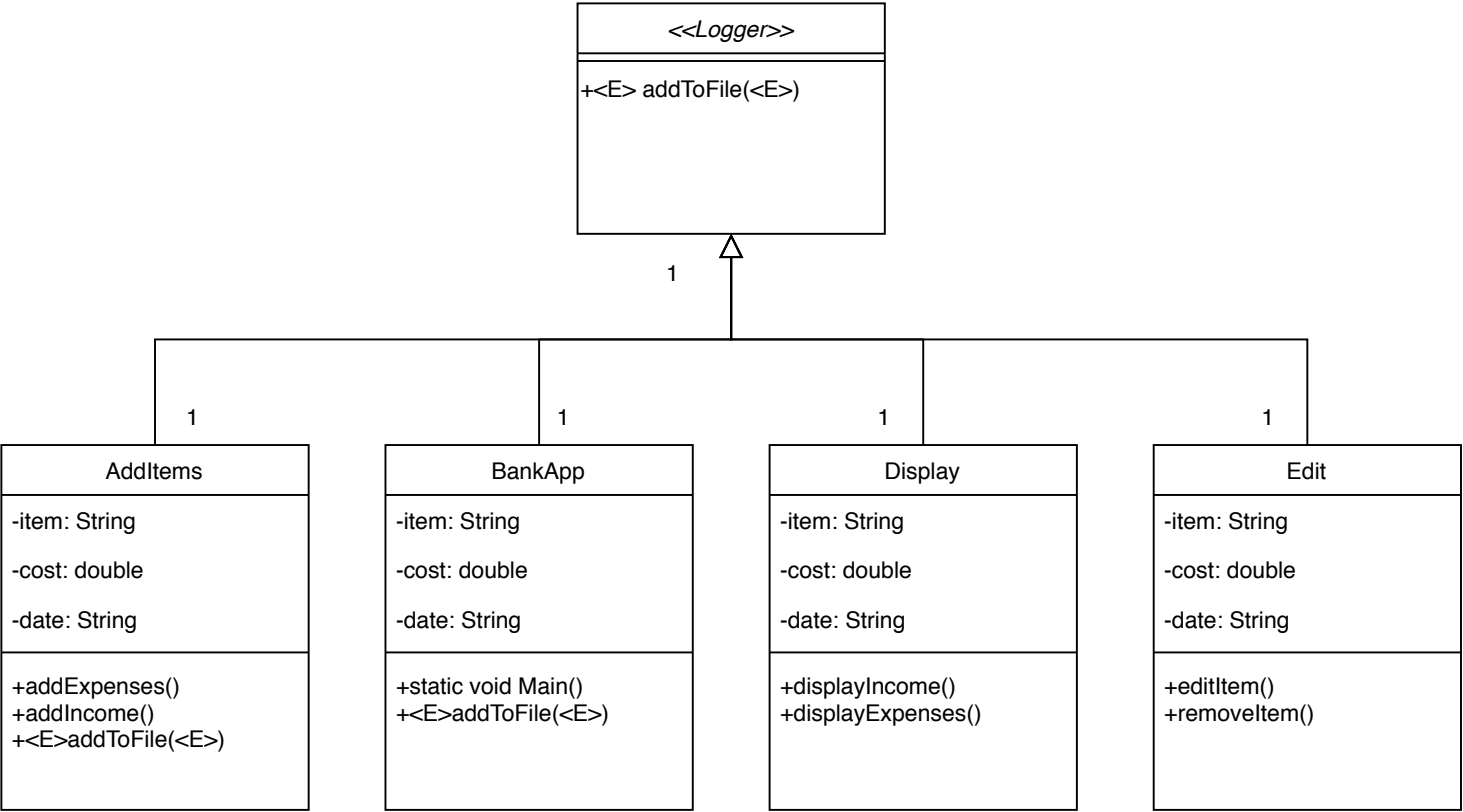 <<Logger>>
+<E> addToFile(<E>)
1
1
1
1
1
AddItems
-item: String
-cost: double
-date: String
+addExpenses()
+addIncome()
+<E>addToFile(<E>)
BankApp
-item: String
-cost: double
-date: String
+static void Main()
+<E>addToFile(<E>)
Display
-item: String
-cost: double
-date: String
+displayIncome()
+displayExpenses()
Edit
-item: String
-cost: double
-date: String
+editItem()
+removeItem()